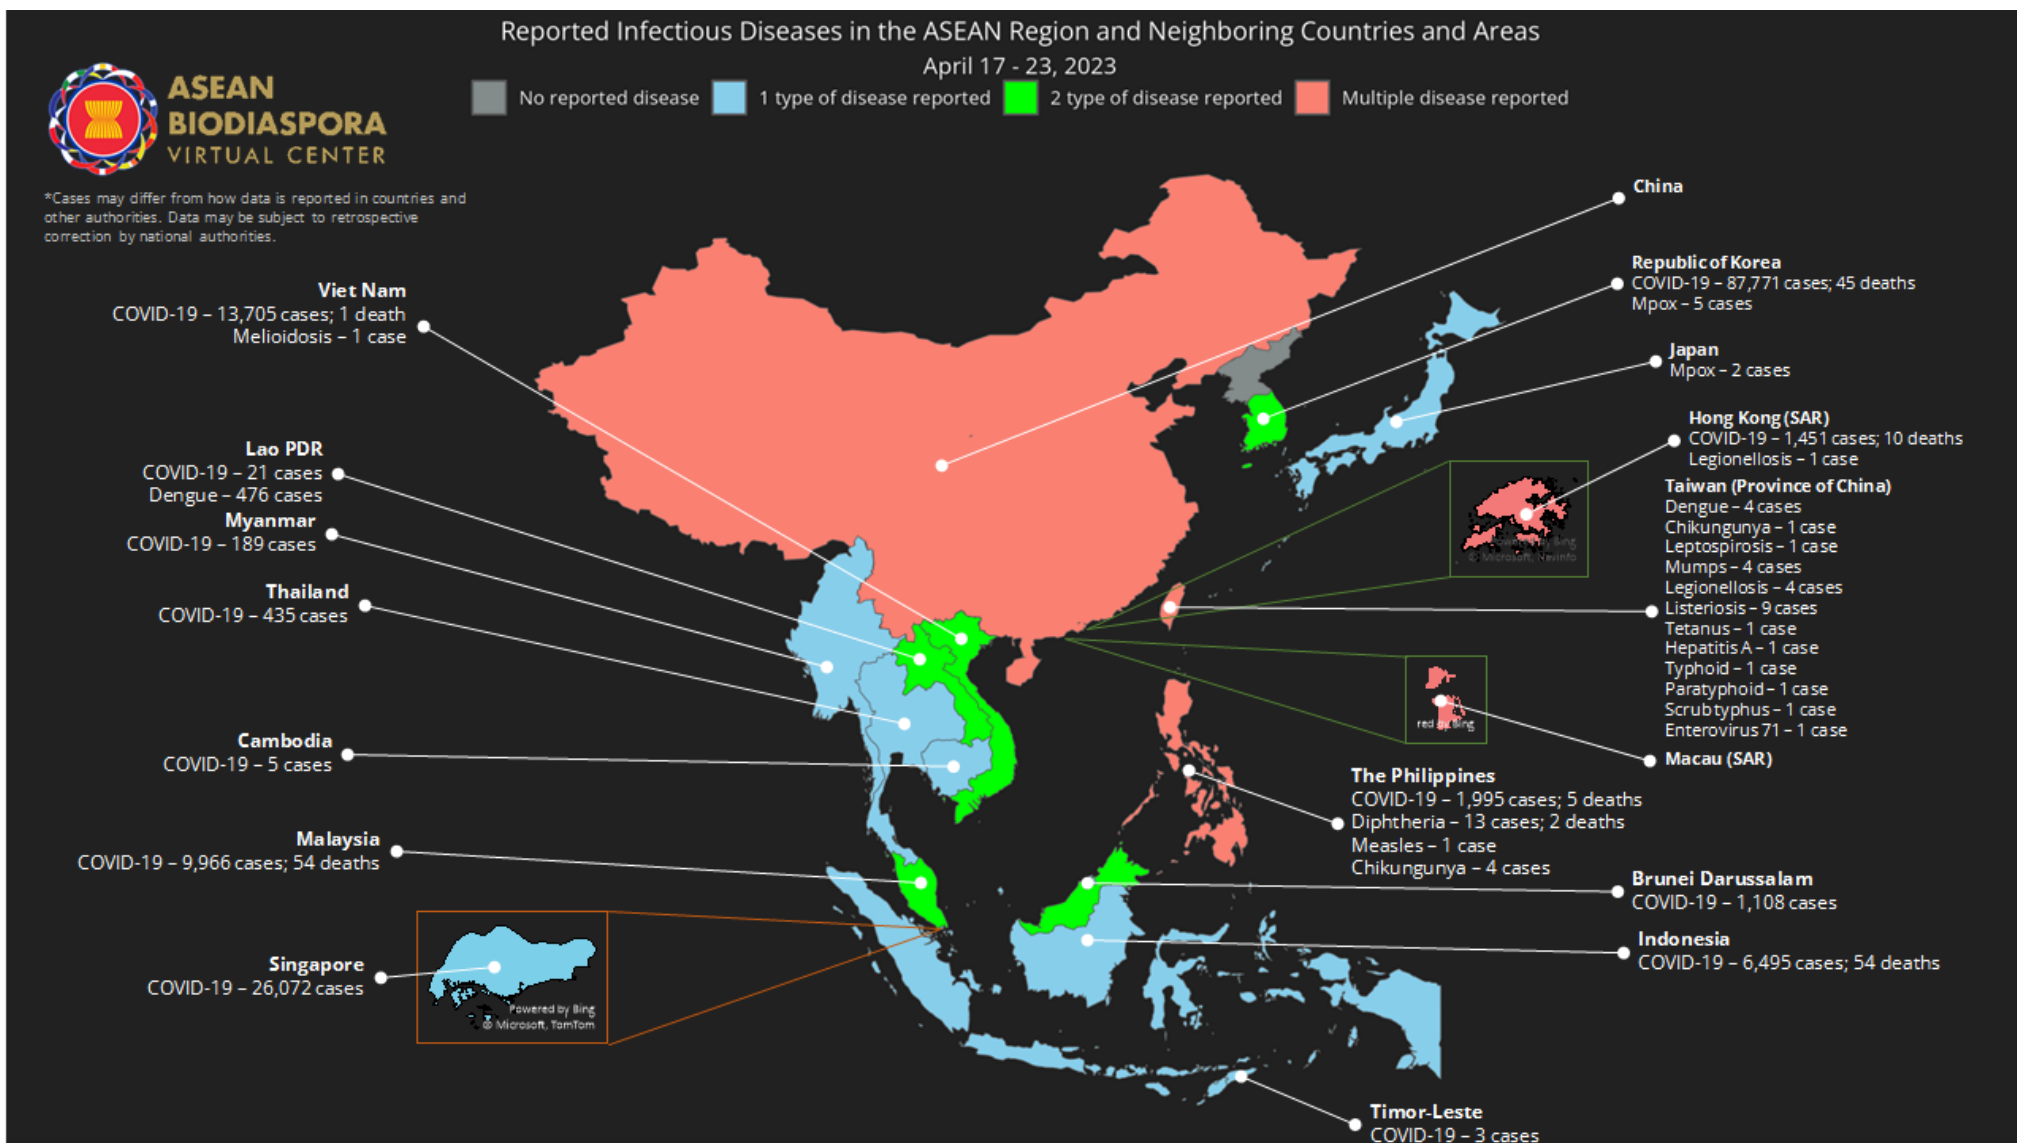 Reported Infectious Diseases in the ASEAN Region and Neighboring Countries and Areas
April 17 - 23, 2023
No reported disease
1 type of disease reported
2 type of disease reported
Multiple disease reported
ASEAN
BIODIASPORA
VIRTUAL CENTER
*Cases may differ from how data is reported in countries and
other authorities. Data may be subject to retrospective
correction by national authorities.
Viet Nam
COVID-19 – 13,705 cases; 1 death
Melioidosis – 1 case
Lao PDR
COVID-19 – 21 cases
Dengue – 476 cases
Myanmar
COVID-19 – 189 cases
Thailand
COVID-19 – 435 cases
Cambodia
COVID-19 – 5 cases
Malaysia
COVID-19 – 9,966 cases; 54 deaths
Singapore
COVID-19 – 26,072 cases
Powered by Bing
© Microsoft, TomTom
China
Republic of Korea
COVID-19 – 87,771 cases; 45 deaths
Mpox – 5 cases
Japan
Mpox – 2 cases
Hong Kong (SAR)
COVID-19 – 1,451 cases; 10 deaths
Legionellosis – 1 case
Powered by Bing
© Microsoft, Navinfo
Taiwan (Province of China)
Dengue – 4 cases
Chikungunya – 1 case
Leptospirosis – 1 case
Mumps – 4 cases
Legionellosis – 4 cases
Listeriosis – 9 cases
Tetanus – 1 case
Hepatitis A – 1 case
Typhoid – 1 case
Paratyphoid – 1 case
Scrub typhus – 1 case
Enterovirus 71 – 1 case
Macau (SAR)
red by Bing
The Philippines
COVID-19 – 1,995 cases; 5 deaths
Diphtheria – 13 cases; 2 deaths
Measles – 1 case
Chikungunya – 4 cases
Brunei Darussalam
COVID-19 – 1,108 cases
Indonesia
COVID-19 – 6,495 cases; 54 deaths
Timor-Leste
COVID-19 – 3 cases